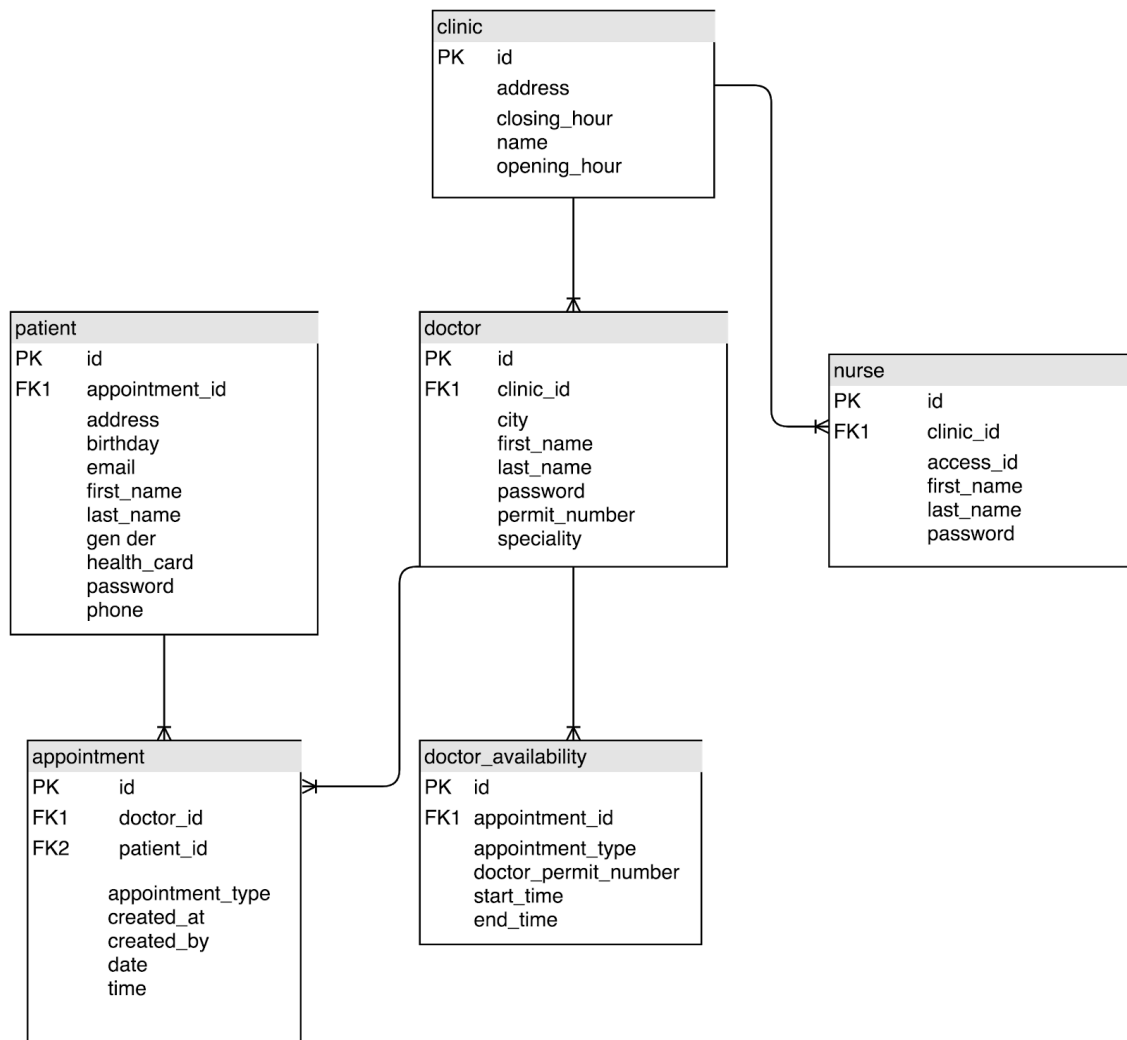 clinic
PK id
address
closing_hour
name
opening_hour
patient
PK id
FK1 appointment_id
address
birthday
email
first_name
last_name
gen der
health_card
password
phone
doctor
PK id
FK1 clinic_id
city
first_name
last_name
password
permit_number
speciality
nurse
PK id
FK1 clinic_id
access_id
first_name
last_name
password
appointment
PK id
FK1 doctor_id
FK2 patient_id
appointment_type
created_at
created_by
date
time
doctor_availability
PK id
FK1 appointment_id
appointment_type
doctor_permit_number
start_time
end_time